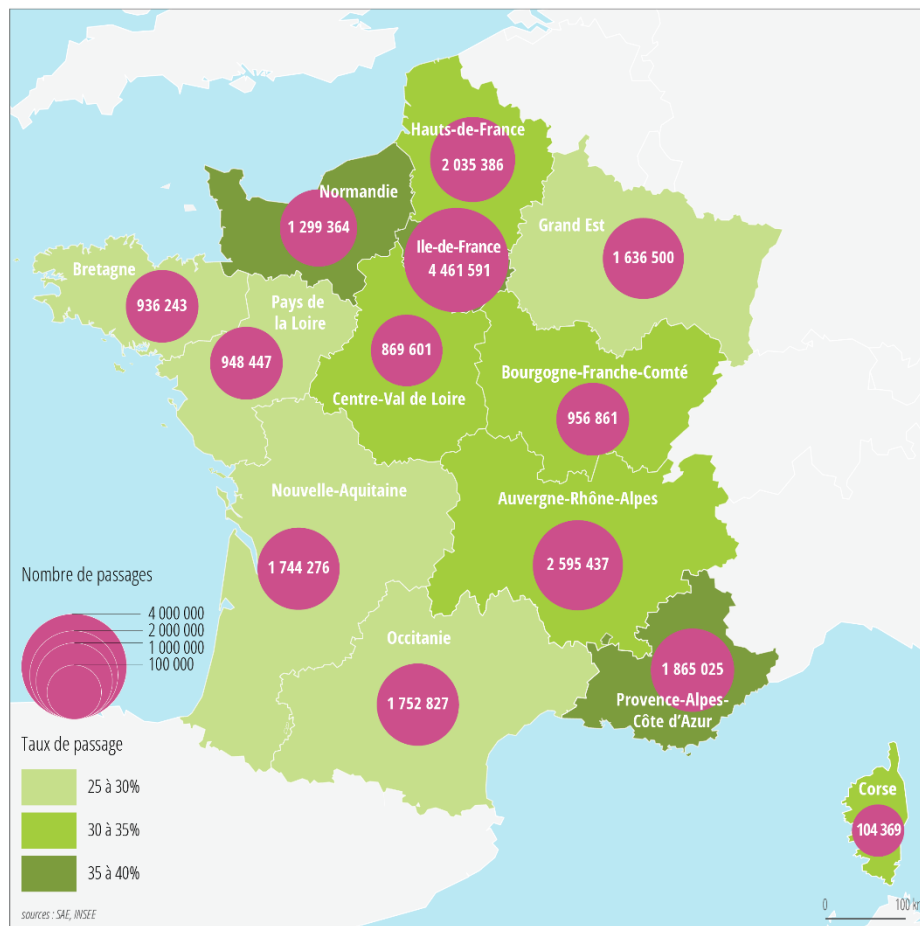 Hauts-de-France
2 035 386
Normandie
1 299 364
Ile-de-France
4 461 591
Grand Est
1 636 500
Bretagne
936 243
Pays de
la Loire
948 447
869 601
Centre-Val de Loire
Bourgogne-Franche-Comté
956 861
Nouvelle-Aquitaine
1 744 276
Auvergne-Rhône-Alpes
2 595 437
Occitanie
1 752 827
1 865 025
Provence-Alpes-
Côte d'Azur
Corse
104 369
Nombre de passages
4 000 000
2 000 000
1 000 000
100 000
Taux de passage
25 à 30%
30 à 35%
35 à 40%
sources : SAE, INSEE
0 100 km